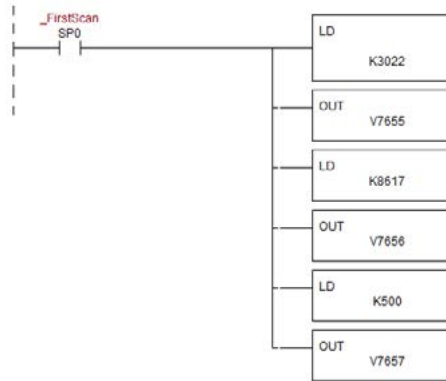 _FirstScan
SP0
LD
K3022
OUT
V7655
LD
K8617
OUT
V7656
LD
K500
OUT
V7657